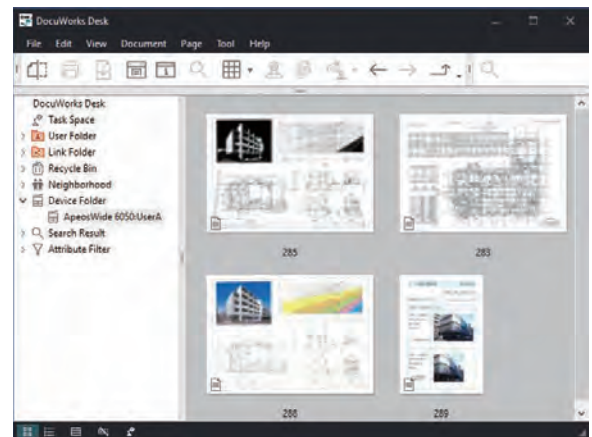 DocuWorks Desk
File Edit View Document Page Tool Help
DocuWorks Desk
Task Space
User Folder
Link Folder
Recycle Bin
Neighborhood
Device Folder
ApeosWide 6050:UserA
Search Result
Attribute Filter
285
283
288
289